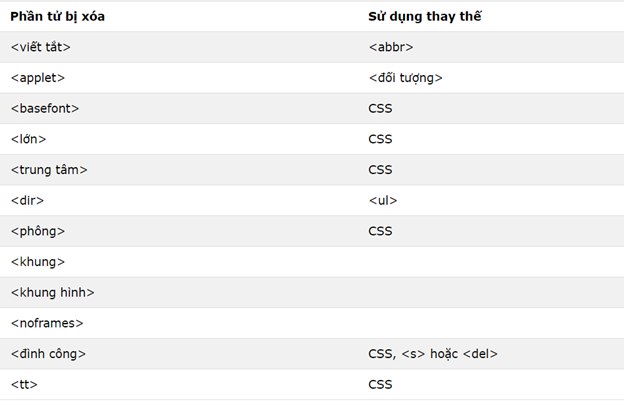 Phần tử bị xóa Sử dụng thay thế
<viết tắt> <abbr>
<applet> <đối tượng>
<basefont> CSS
<lớn> CSS
<trung tâm> CSS
<dir> <ul>
<phông> CSS
<khung>
<khung hình>
<noframes>
<đình công> CSS, <s> hoặc <del>
<tt> CSS